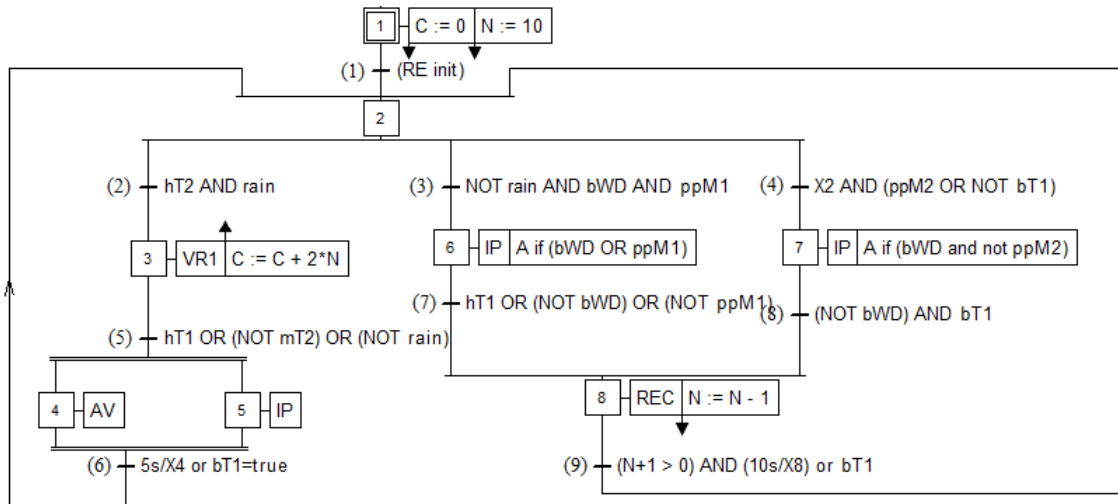 1 C := 0 N := 10
(1) (RE init)
2
(2) hT2 AND rain
(3) NOT rain AND bWD AND ppM1
(4) X2 AND (ppM2 OR NOT bT1)
3 VR1 C := C + 2*N
6 IP A if (bWD OR ppM1)
7 IP A if (bWD and not ppM2)
(7) hT1 OR (NOT bWD) OR (NOT ppM1)
(8) (NOT bWD) AND bT1
(5) hT1 OR (NOT mT2) OR (NOT rain)
4 AV
5 IP
8 REC N := N - 1
(6) 5s/X4 or bT1=true
(9) (N+1 > 0) AND (10s/X8) or bT1